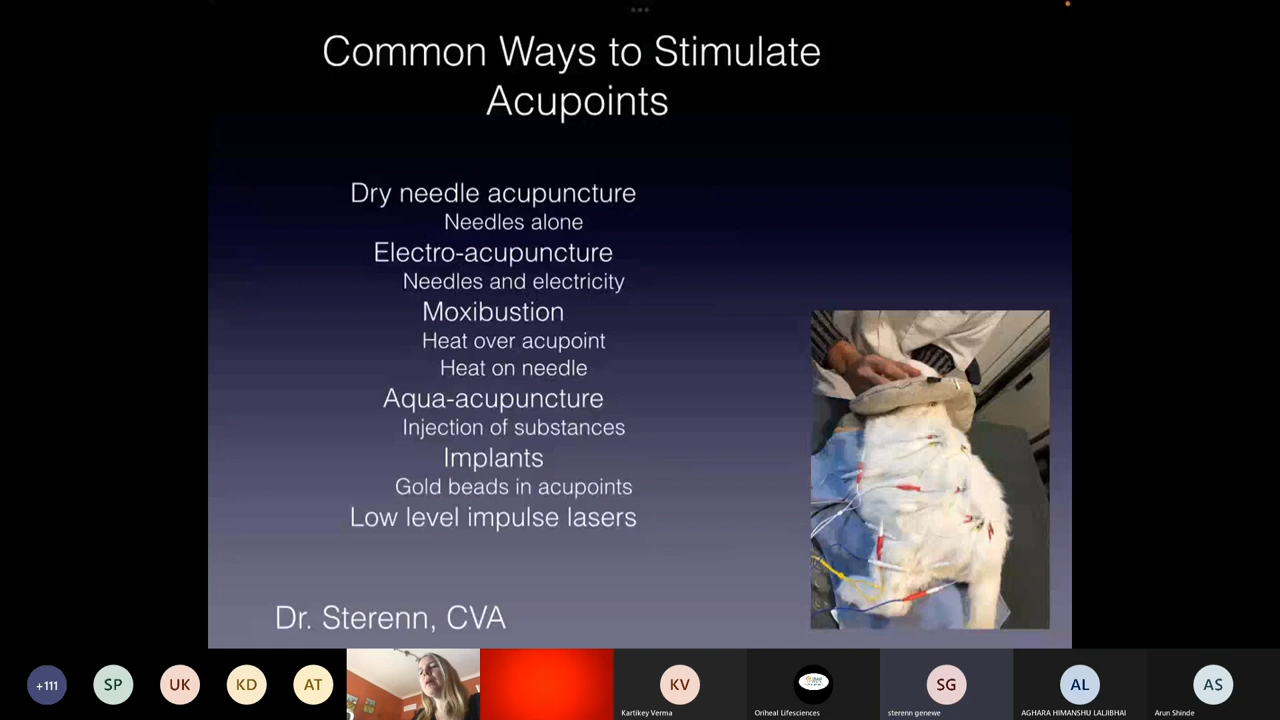 Common Ways to Stimulate
Acupoints
Dry needle acupuncture
Needles alone
Electro-acupuncture
Needles and electricity
Moxibustion
Heat over acupoint
Heat on needle
Aqua-acupuncture
Injection of substances
Implants
Gold beads in acupoints
Low level impulse lasers
Dr. Sterenn, CVA
+111
SP
UK
KD
AT
KV
SG
AL
AS
Kartikey Verma
Oriheal Lifesciences
sterenn genewe
AGHARA HIMANSHU LALJIBHAI
Arun Shinde